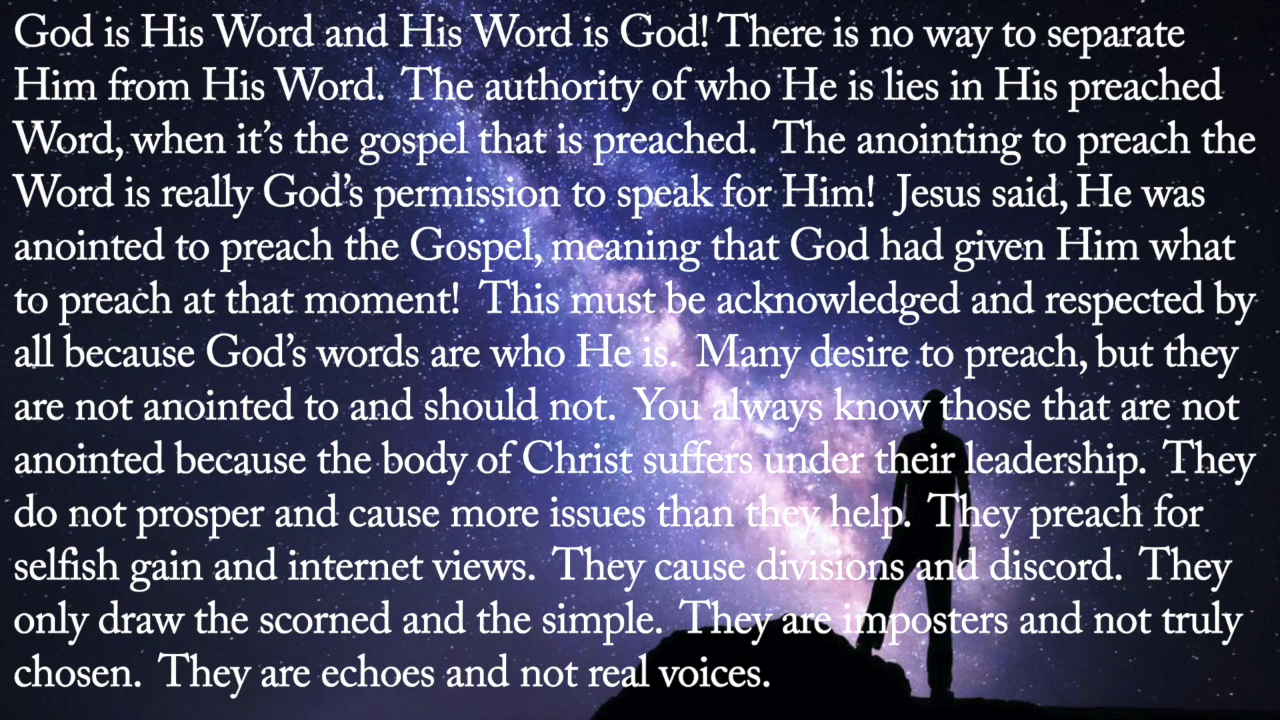 God is His Word and His Word is God! There is no way to separate
Him from His Word. The authority of who He is lies in His preached
Word, when it’s the gospel that is preached. The anointing to preach the
Word is really God’s permission to speak for Him! Jesus said, He was
anointed to preach the Gospel, meaning that God had given Him what
to preach at that moment! This must be acknowledged and respected by
all because God’s words are who He is. Many desire to preach, but they
are not anointed to and should not. You always know those that are not
anointed because the body of Christ suffers under their leadership. They
do not prosper and cause more issues than they help. They preach for
selfish gain and internet views. They cause divisions and discord. They
only draw the scorned and the simple. They are imposters and not truly
chosen. They are echoes and not real voices.